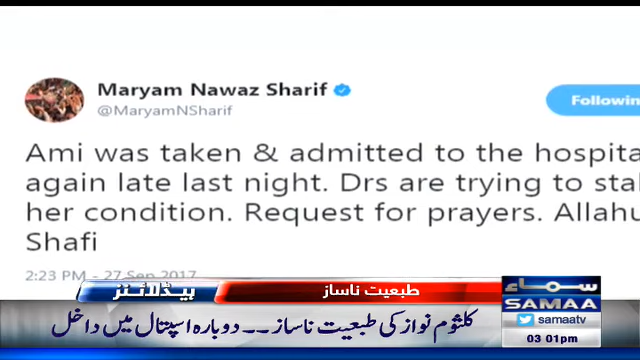 Maryam Nawaz Sharif
@MaryamNSharif
Following
Ami was taken & admitted to the hospita
again late last night. Drs are trying to stal
her condition. Request for prayers. Allahu
Shafi
2:23 PM - 27 Sep 2017
ہیڈلائنز
طبعیت ناساز
سماء
SAMAA
samaatv
03 01pm
کلثوم نواز کی طبعیت ناساز ۔۔۔ دوبارہ اسپتال میں داخل